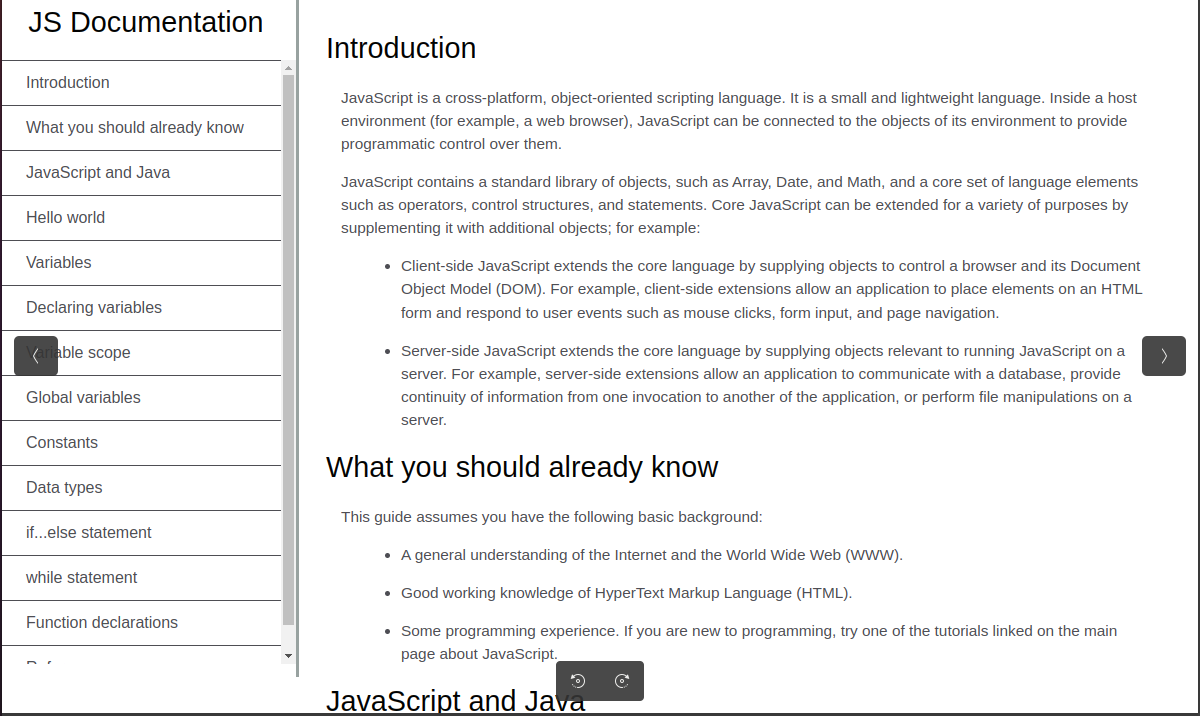 JS Documentation
Introduction
What you should already know
JavaScript and Java
Hello world
Variables
Declaring variables
Variable scope
Global variables
Constants
Data types
if...else statement
while statement
Function declarations
Introduction
JavaScript is a cross-platform, object-oriented scripting language. It is a small and lightweight language. Inside a host
environment (for example, a web browser), JavaScript can be connected to the objects of its environment to provide
programmatic control over them.
JavaScript contains a standard library of objects, such as Array, Date, and Math, and a core set of language elements
such as operators, control structures, and statements. Core JavaScript can be extended for a variety of purposes by
supplementing it with additional objects; for example:
• Client-side JavaScript extends the core language by supplying objects to control a browser and its Document
Object Model (DOM). For example, client-side extensions allow an application to place elements on an HTML
form and respond to user events such as mouse clicks, form input, and page navigation.
• Server-side JavaScript extends the core language by supplying objects relevant to running JavaScript on a
server. For example, server-side extensions allow an application to communicate with a database, provide
continuity of information from one invocation to another of the application, or perform file manipulations on a
server.
What you should already know
This guide assumes you have the following basic background:
• A general understanding of the Internet and the World Wide Web (WWW).
• Good working knowledge of HyperText Markup Language (HTML).
• Some programming experience. If you are new to programming, try one of the tutorials linked on the main
page about JavaScript.
JavaScript and Java